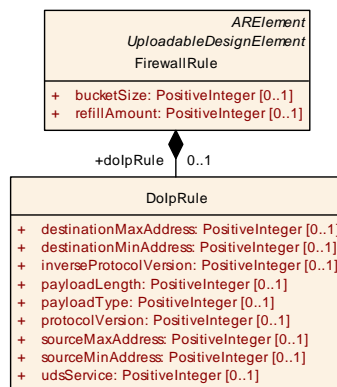 ARElement
UploadableDesignElement
FirewallRule
+ bucketSize: PositiveInteger [0..1]
+ refillAmount: PositiveInteger [0..1]
+doIpRule 0..1
DoIpRule
+ destinationMaxAddress: PositiveInteger [0..1]
+ destinationMinAddress: PositiveInteger [0..1]
+ inverseProtocolVersion: PositiveInteger [0..1]
+ payloadLength: PositiveInteger [0..1]
+ payloadType: PositiveInteger [0..1]
+ protocolVersion: PositiveInteger [0..1]
+ sourceMaxAddress: PositiveInteger [0..1]
+ sourceMinAddress: PositiveInteger [0..1]
+ udsService: PositiveInteger [0..1]